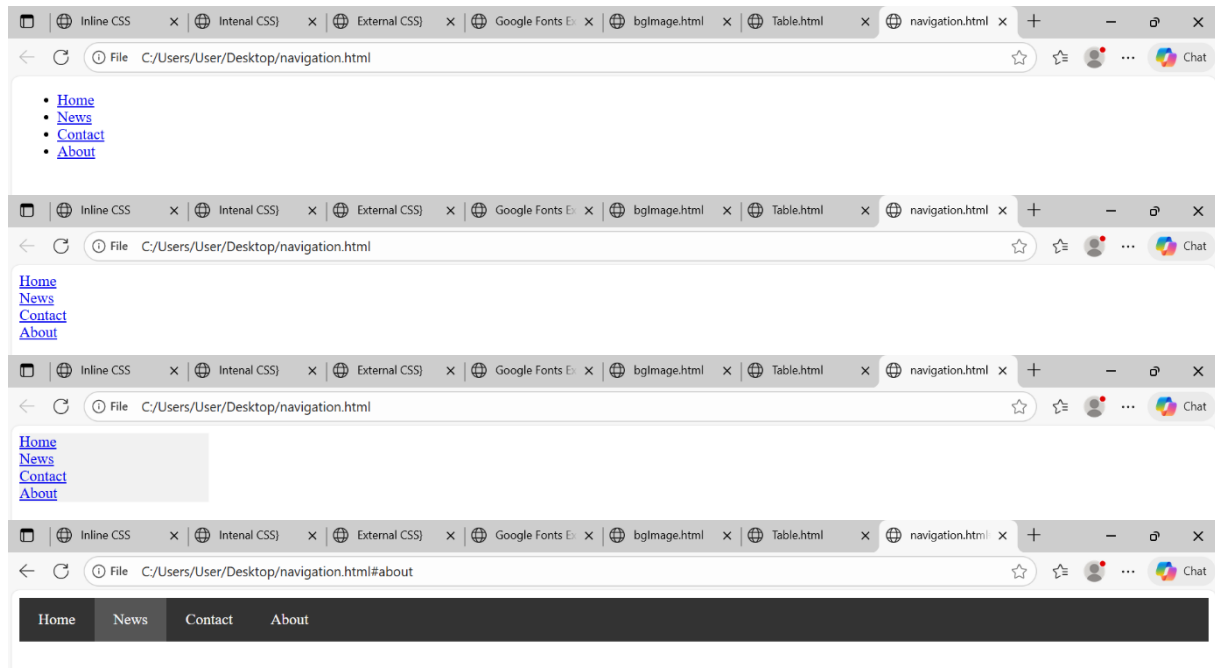 Inline CSS Intenal CSS} External CSS} Google Fonts Ex bgImage.html Table.html navigation.html
File C:/Users/User/Desktop/navigation.html Chat
Home
News
Contact
About
Inline CSS Intenal CSS} External CSS} Google Fonts Ex bgImage.html Table.html navigation.html
File C:/Users/User/Desktop/navigation.html Chat
Home
News
Contact
About
Inline CSS Intenal CSS} External CSS} Google Fonts Ex bgImage.html Table.html navigation.html
File C:/Users/User/Desktop/navigation.html Chat
Home
News
Contact
About
Inline CSS Intenal CSS} External CSS} Google Fonts Ex bgImage.html Table.html navigation.html
File C:/Users/User/Desktop/navigation.html#about Chat
Home News Contact About